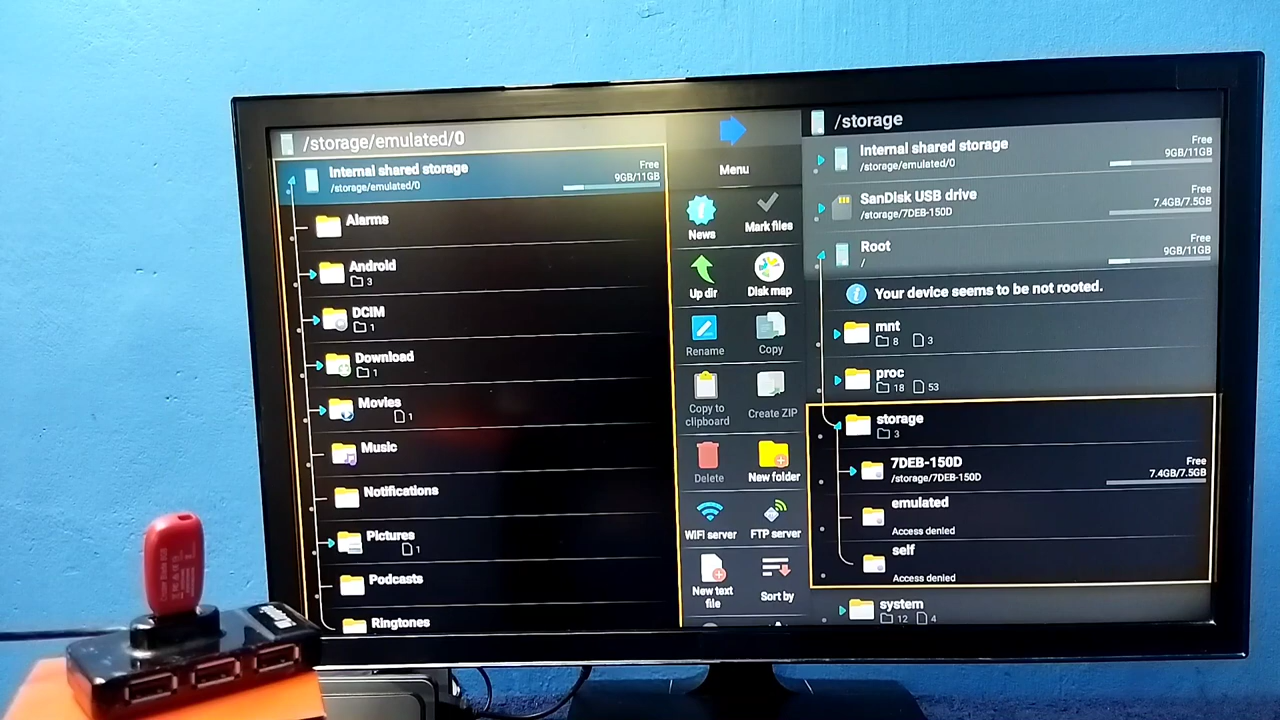 /storage/emulated/0
Internal shared storage
/storage/emulated/0
Free
9GB/11GB
Alarms
Android
3
DCIM
1
Download
1
Movies
1
Music
Notifications
Pictures
1
Podcasts
Ringtones
Menu
News
Mark files
Up dir
Disk map
Rename
Copy
Copy to
clipboard
Create ZIP
Delete
New folder
WiFi server
FTP server
New text
file
Sort by
/storage
Internal shared storage
/storage/emulated/0
Free
9GB/11GB
SanDisk USB drive
/storage/7DEB-150D
Free
7.4GB/7.5GB
Root
/
Free
9GB/11GB
Your device seems to be not rooted.
mnt
8 3
proc
18 53
storage
3
7DEB-150D
/storage/7DEB-150D
Free
7.4GB/7.5GB
emulated
Access denied
self
Access denied
system
12 4